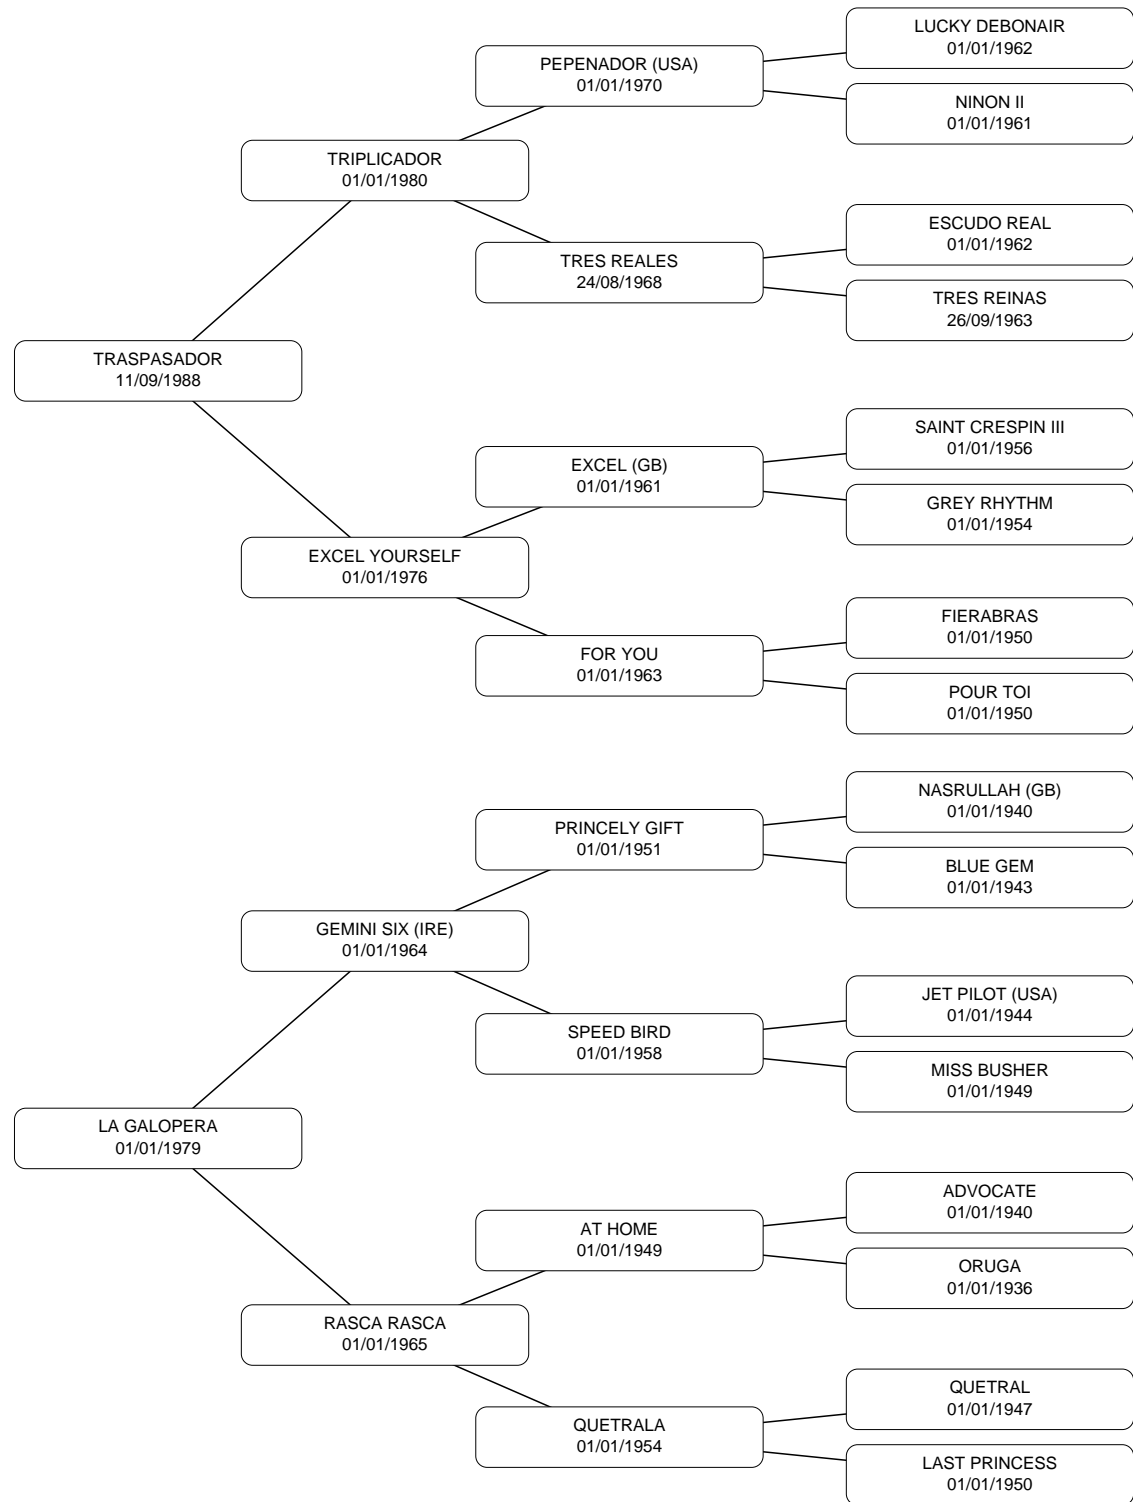 LUCKY DEBONAIR
01/01/1962
PEPENADOR (USA)
01/01/1970
NINON II
01/01/1961
TRIPLICADOR
01/01/1980
ESCUDO REAL
01/01/1962
TRES REALES
24/08/1968
TRES REINAS
26/09/1963
TRASPASADOR
11/09/1988
SAINT CRESPIN III
01/01/1956
EXCEL (GB)
01/01/1961
GREY RHYTHM
01/01/1954
EXCEL YOURSELF
01/01/1976
FIERABRAS
01/01/1950
FOR YOU
01/01/1963
POUR TOI
01/01/1950
NASRULLAH (GB)
01/01/1940
PRINCELY GIFT
01/01/1951
BLUE GEM
01/01/1943
GEMINI SIX (IRE)
01/01/1964
JET PILOT (USA)
01/01/1944
SPEED BIRD
01/01/1958
MISS BUSHER
01/01/1949
LA GALOPERA
01/01/1979
ADVOCATE
01/01/1940
AT HOME
01/01/1949
ORUGA
01/01/1936
RASCA RASCA
01/01/1965
QUETRAL
01/01/1947
QUETRALA
01/01/1954
LAST PRINCESS
01/01/1950